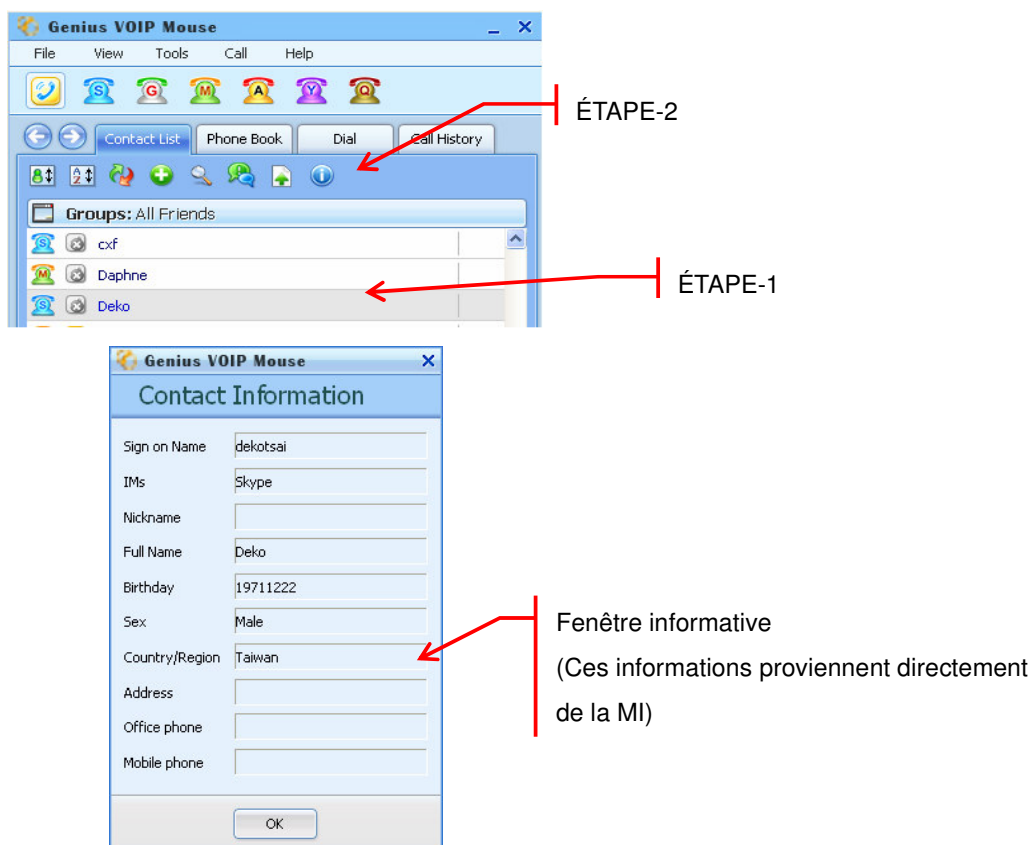 Genius VOIP Mouse
File View Tools Call Help
S G M A Y Q
ÉTAPE-2
Contact List Phone Book Dial Call History
Groups: All Friends
S cxf
M Daphne
ÉTAPE-1
S Deko
Genius VOIP Mouse
Contact Information
Sign on Name dekotsai
IMs Skype
Nickname
Full Name Deko
Birthday 19711222
Sex Male
Country/Region Taiwan
Address
Office phone
Mobile phone
OK
Fenêtre informative
(Ces informations proviennent directement
de la MI)